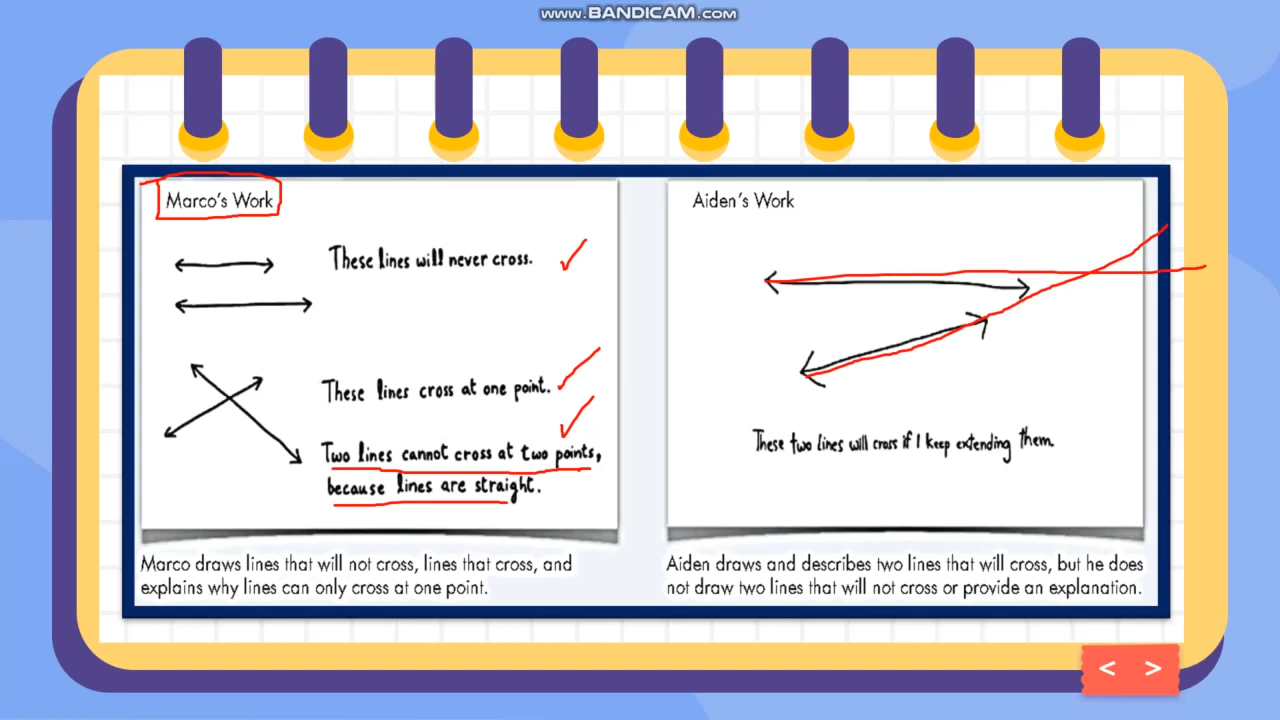 www.BANDICAM.com
Marco's Work
These lines will never cross.
These lines cross at one point.
Two lines cannot cross at two points,
because lines are straight.
Marco draws lines that will not cross, lines that cross, and
explains why lines can only cross at one point.
Aiden's Work
These two lines will cross if I keep extending them.
Aiden draws and describes two lines that will cross, but he does
not draw two lines that will not cross or provide an explanation.
< >